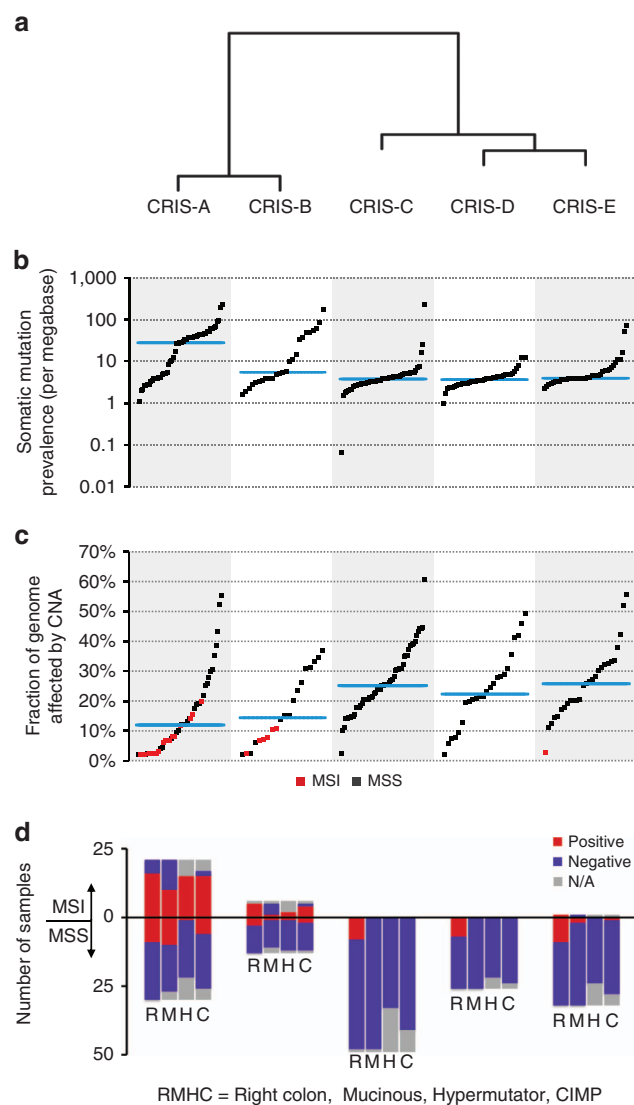 a
CRIS-A CRIS-B CRIS-C CRIS-D CRIS-E
b
Somatic mutation
prevalence (per megabase)
1,000
100
10
1
0.1
0.01
c
Fraction of genome
affected by CNA
70%
60%
50%
40%
30%
20%
10%
0%
MSI MSS
d
Number of samples
MSI
MSS
25
0
25
50
Positive
Negative
N/A
RMHC
RMHC
RMHC
RMHC
RMHC
RMHC = Right colon, Mucinous, Hypermutator, CIMP